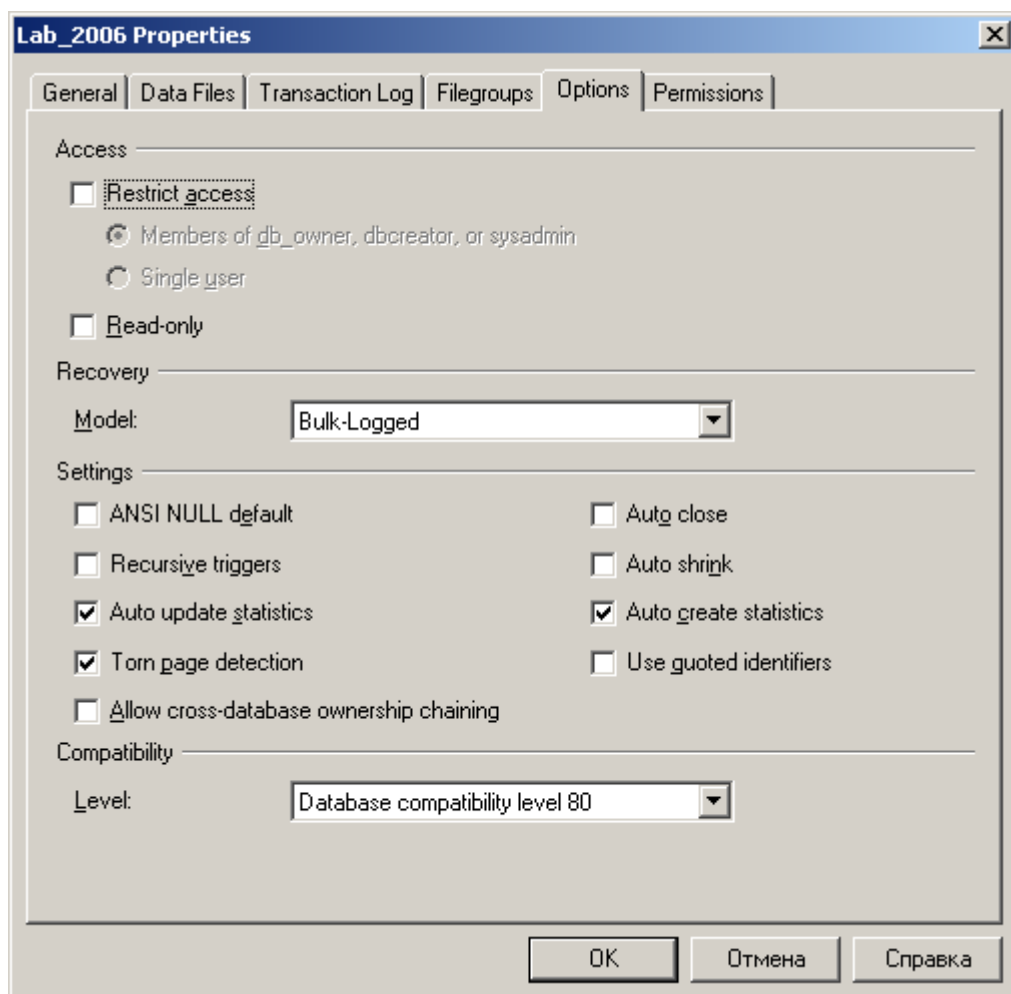 Lab_2006 Properties
General Data Files Transaction Log Filegroups Options Permissions
Access
Restrict access
Members of db_owner, dbcreator, or sysadmin
Single user
Read-only
Recovery
Model: Bulk-Logged
Settings
ANSI NULL default Auto close
Recursive triggers Auto shrink
Auto update statistics Auto create statistics
Torn page detection Use quoted identifiers
Allow cross-database ownership chaining
Compatibility
Level: Database compatibility level 80
OK Отмена Справка